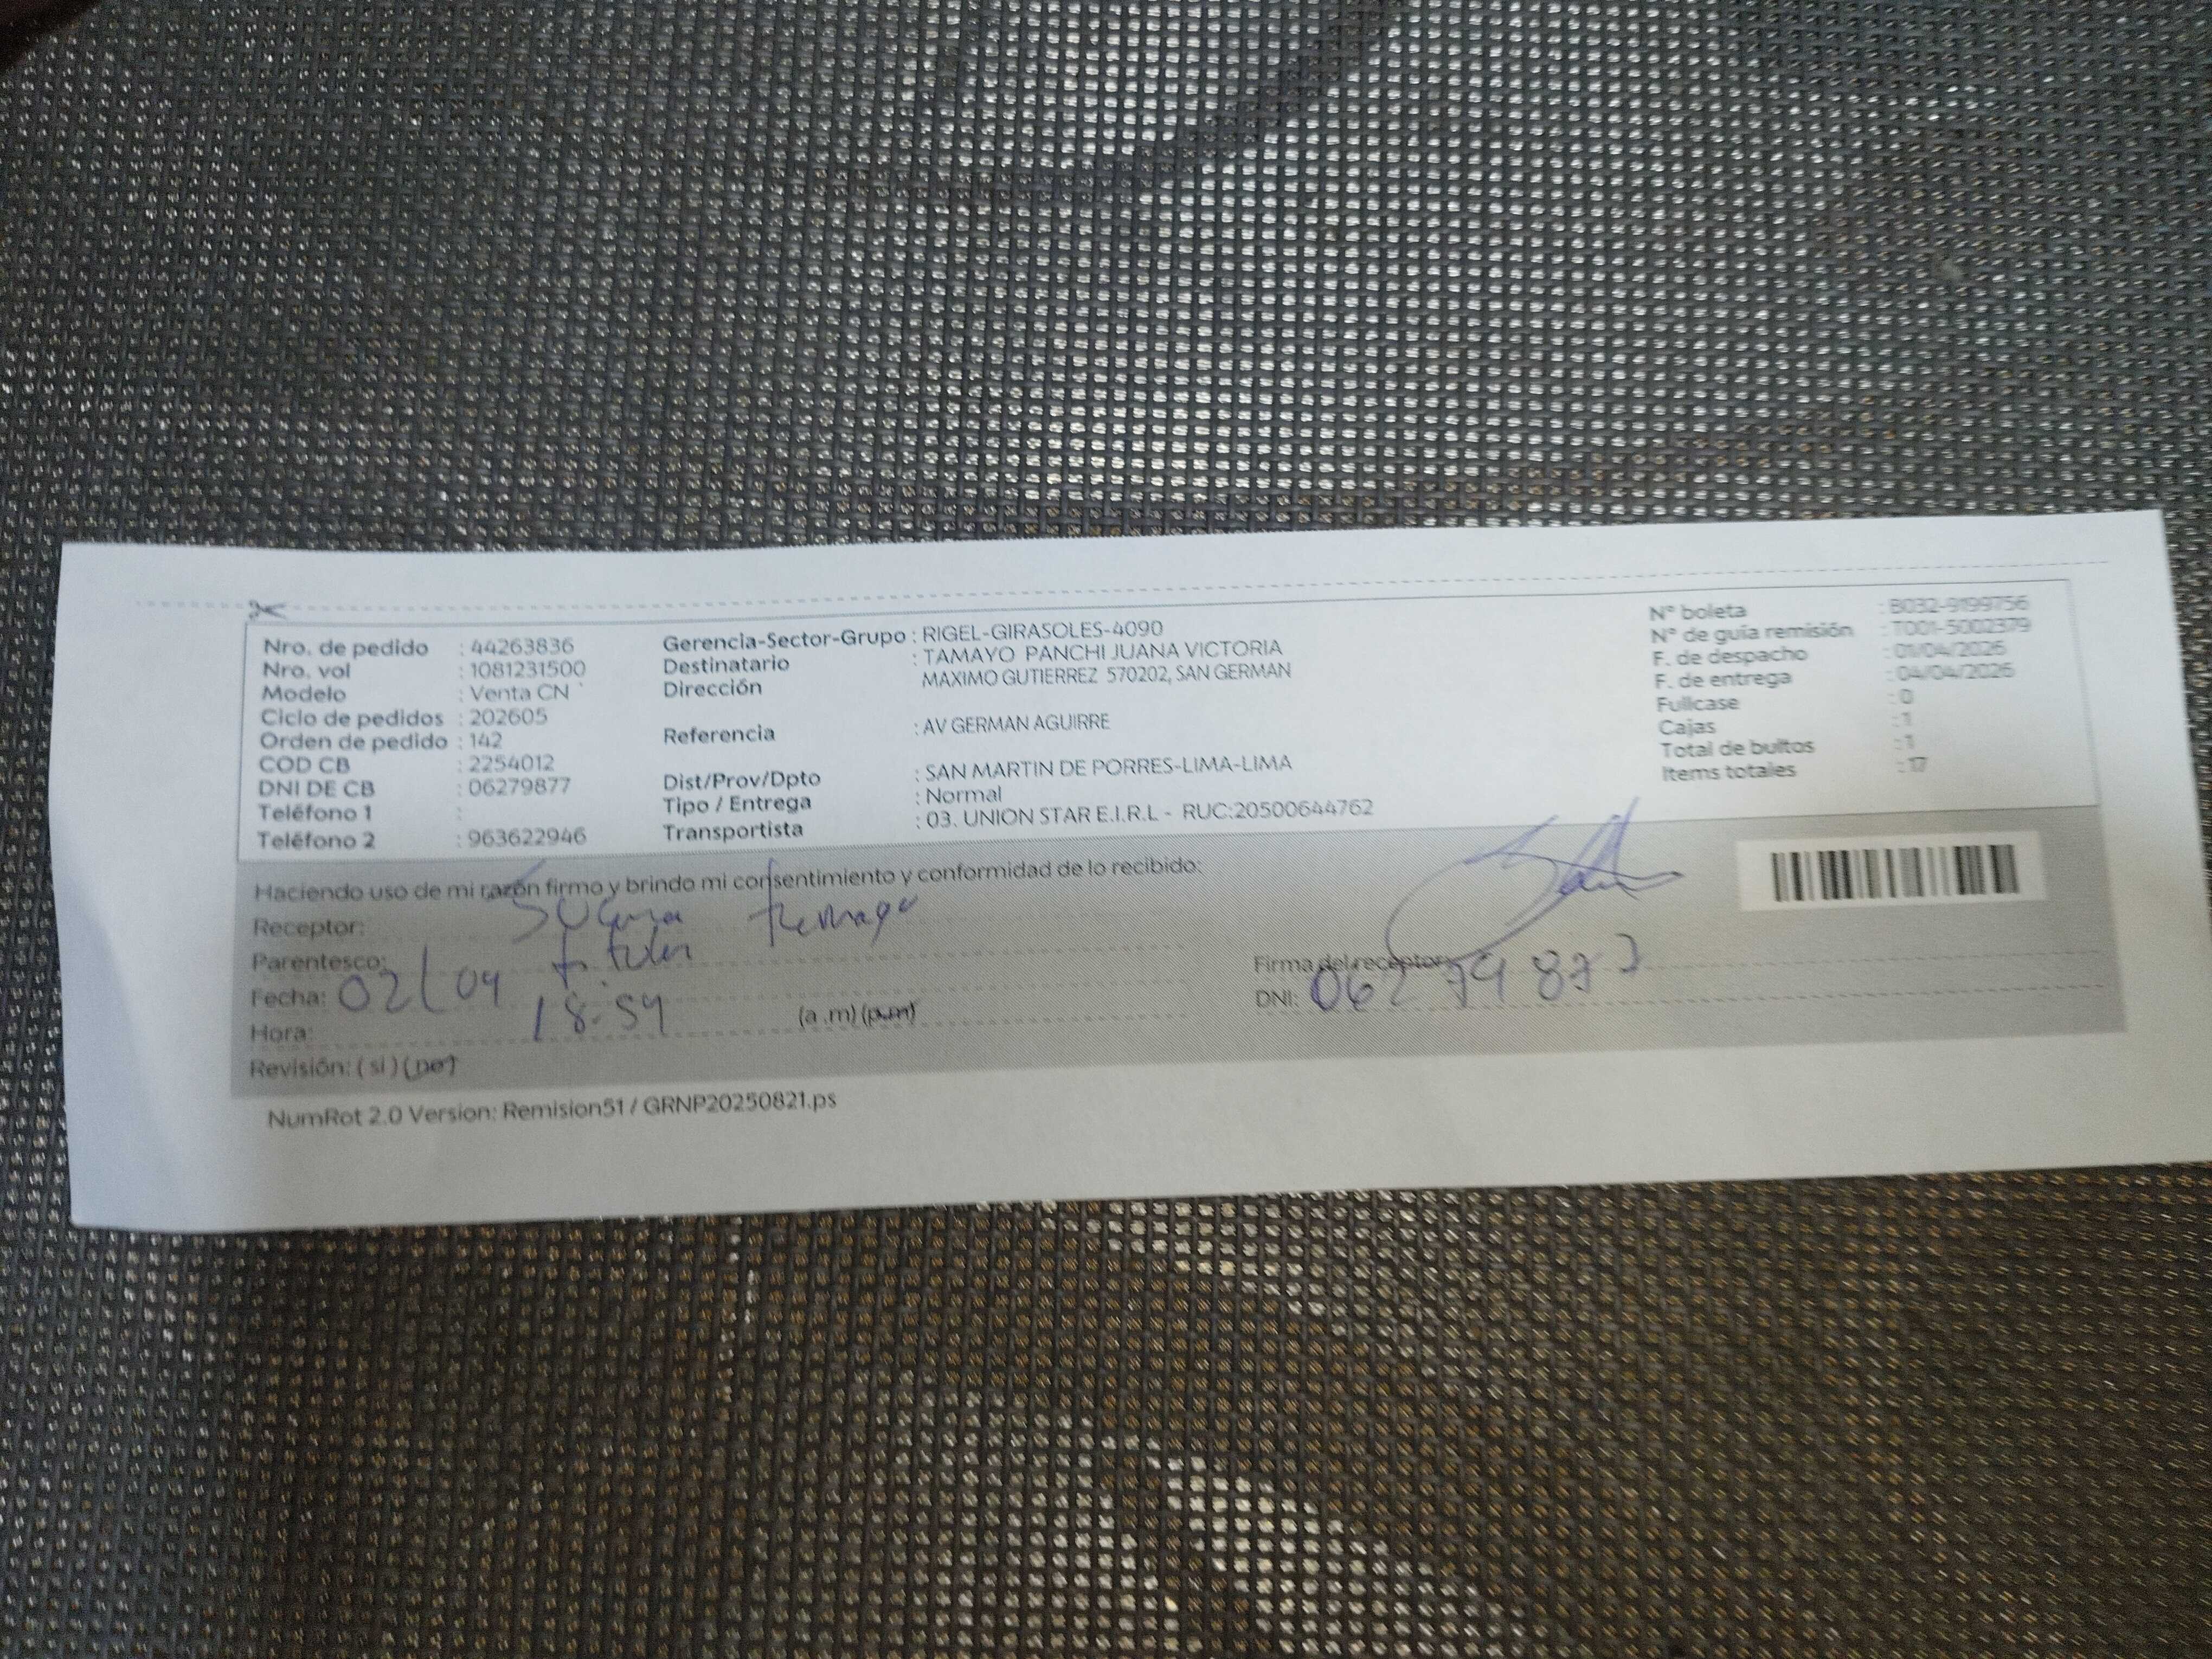 Nro. de pedido : 44263836
Nro. vol : 1081231500
Modelo : Venta CN
Ciclo de pedidos : 202605
Orden de pedido : 142
COD CB : 2254012
DNI DE CB : 06279877
Teléfono 1 :
Teléfono 2 : 963622946
Gerencia-Sector-Grupo : RIGEL-GIRASOLES-4090
Destinatario : TAMAYO PANCHI JUANA VICTORIA
Dirección MAXIMO GUTIERREZ 570202, SAN GERMAN
Referencia : AV GERMAN AGUIRRE
Dist/Prov/Dpto : SAN MARTIN DE PORRES-LIMA-LIMA
Tipo / Entrega : Normal
Transportista : 03. UNION STAR E.I.R.L - RUC:20500644762
N° boleta : B032-9199756
N° de guía remisión : T001-5002379
F. de despacho : 01/04/2026
F. de entrega : 04/04/2026
Fullcase : 0
Cajas : 1
Total de bultos : 1
Items totales : 17
Haciendo uso de mi razón firmo y brindo mi consentimiento y conformidad de lo recibido:
Receptor:
Parentesco:
Fecha: 02/04
Hora: 18:59 (a .m) (p.m)
Revisión: ( si ) ( no )
Firma del receptor:
DNI: 06279877
NumRot 2.0 Version: Remision51 / GRNP20250821.ps